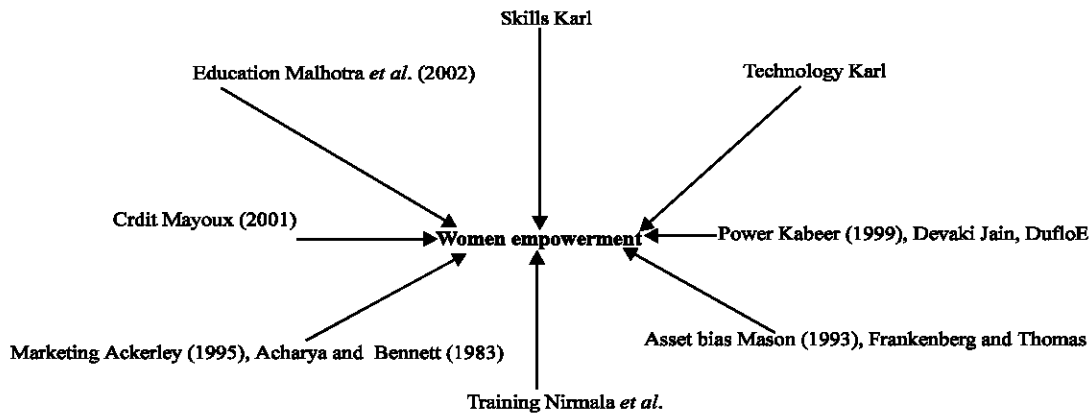 Skills Karl
Education Malhotra et al. (2002)
Technology Karl
Crdit Mayoux (2001)
Women empowerment
Power Kabeer (1999), Devaki Jain, DufloE
Asset bias Mason (1993), Frankenberg and Thomas
Marketing Ackerley (1995), Acharya and Bennett (1983)
Training Nirmala et al.